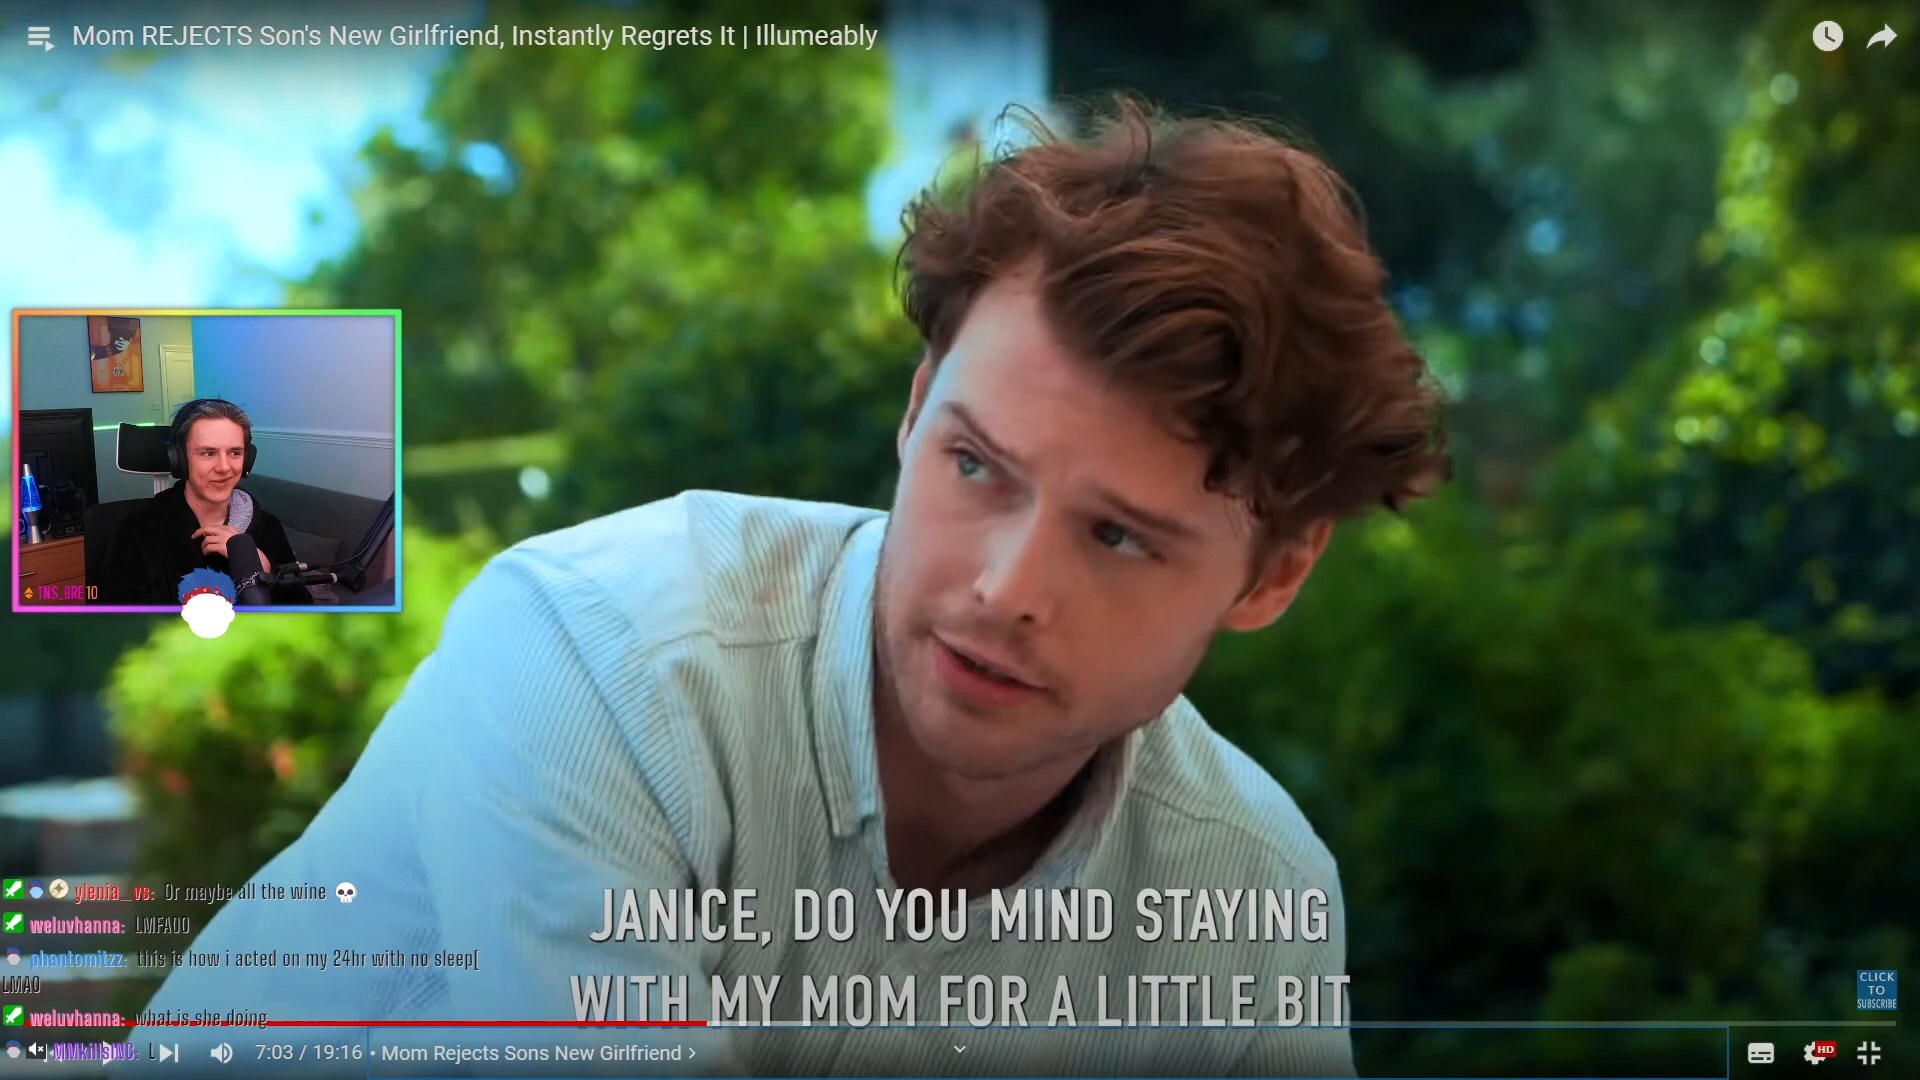 Mom REJECTS Son's New Girlfriend, Instantly Regrets It | Illumeably
TNS_BRE 10
ylenia_vs: Or maybe all the wine 💀
weluvhanna: LMFAOO
phantomitzz: this is how i acted on my 24hr with no sleep[
LMAO
weluvhanna: what is she doing
MMkillsINC: L
JANICE, DO YOU MIND STAYING
WITH MY MOM FOR A LITTLE BIT
CLICK
TO
SUBSCRIBE
7:03 / 19:16 • Mom Rejects Sons New Girlfriend >
HD